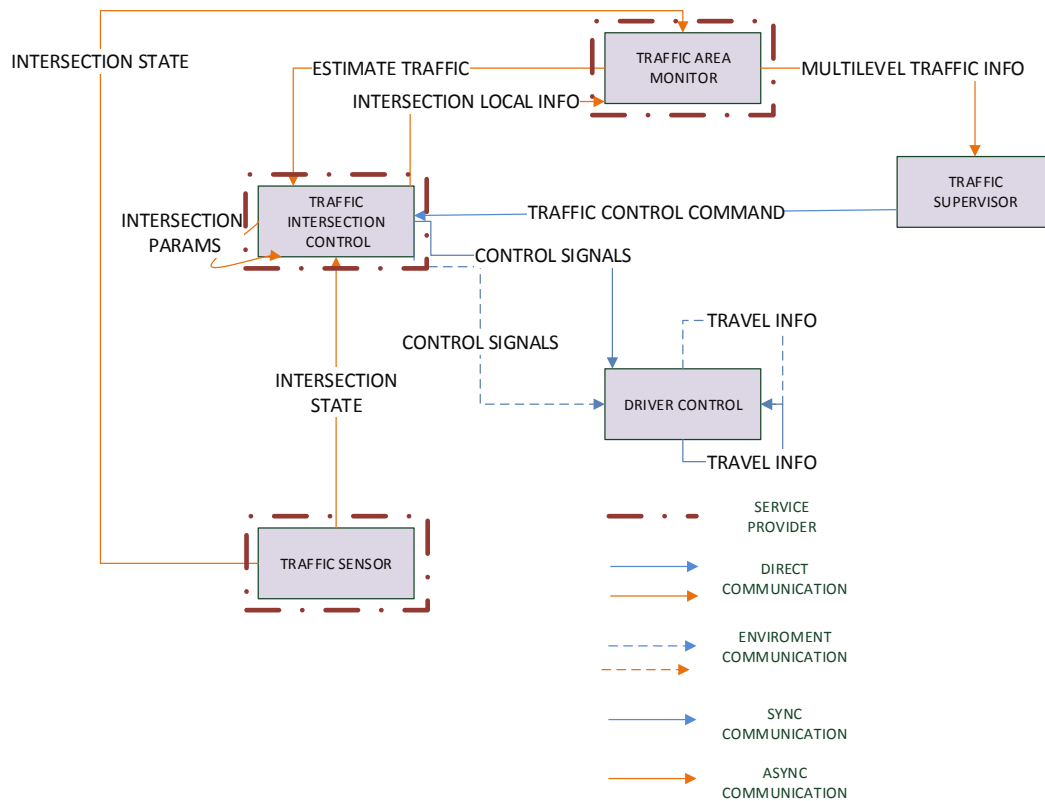 INTERSECTION STATE
TRAFFIC AREA
MONITOR
ESTIMATE TRAFFIC
MULTILEVEL TRAFFIC INFO
INTERSECTION LOCAL INFO
TRAFFIC
SUPERVISOR
TRAFFIC
INTERSECTION
CONTROL
INTERSECTION
PARAMS
TRAFFIC CONTROL COMMAND
CONTROL SIGNALS
TRAVEL INFO
CONTROL SIGNALS
INTERSECTION
STATE
DRIVER CONTROL
TRAVEL INFO
SERVICE
PROVIDER
TRAFFIC SENSOR
DIRECT
COMMUNICATION
ENVIROMENT
COMMUNICATION
SYNC
COMMUNICATION
ASYNC
COMMUNICATION